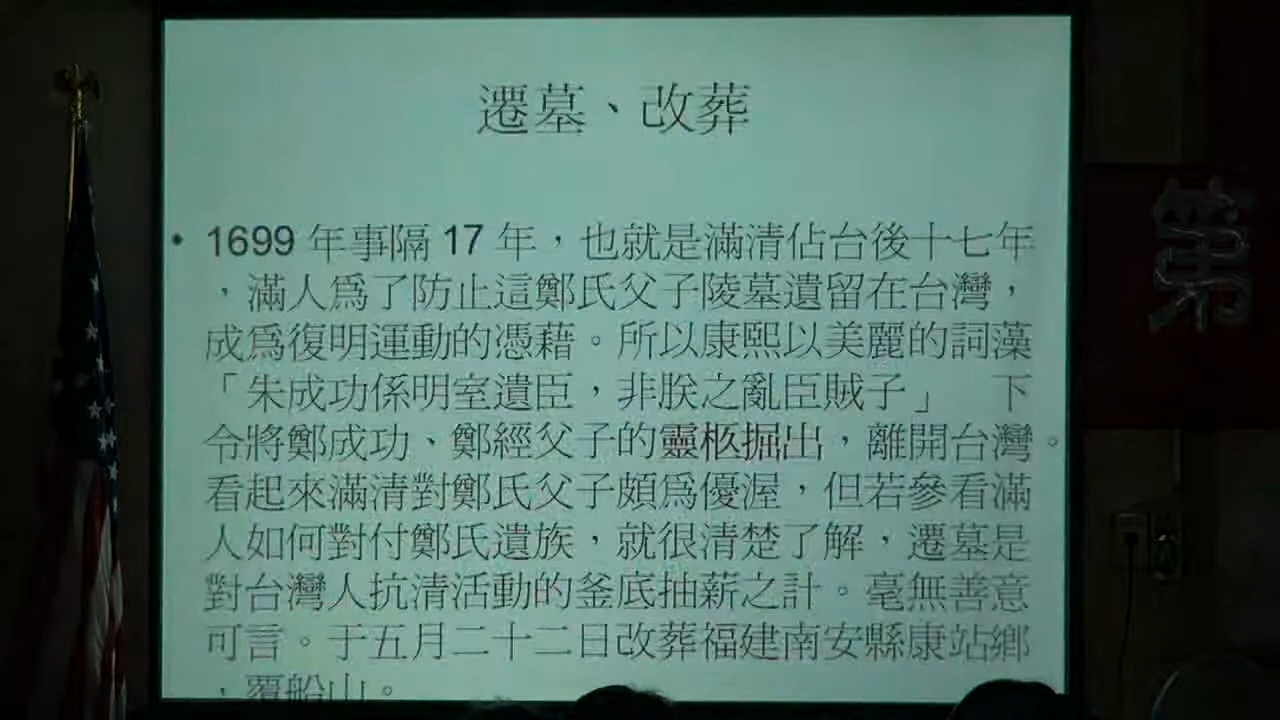 遷墓、改葬
• 1699 年事隔 17 年，也就是滿清佔台後十七年
，滿人為了防止這鄭氏父子陵墓遺留在台灣，
成為復明運動的憑藉。所以康熙以美麗的詞藻
「朱成功係明室遺臣，非朕之亂臣賊子」 下
令將鄭成功、鄭經父子的靈柩掘出，離開台灣。
看起來滿清對鄭氏父子頗為優渥，但若參看滿
人如何對付鄭氏遺族，就很清楚了解，遷墓是
對台灣人抗清活動的釜底抽薪之計。毫無善意
可言。于五月二十二日改葬福建南安縣康站鄉
，覆船山。
第